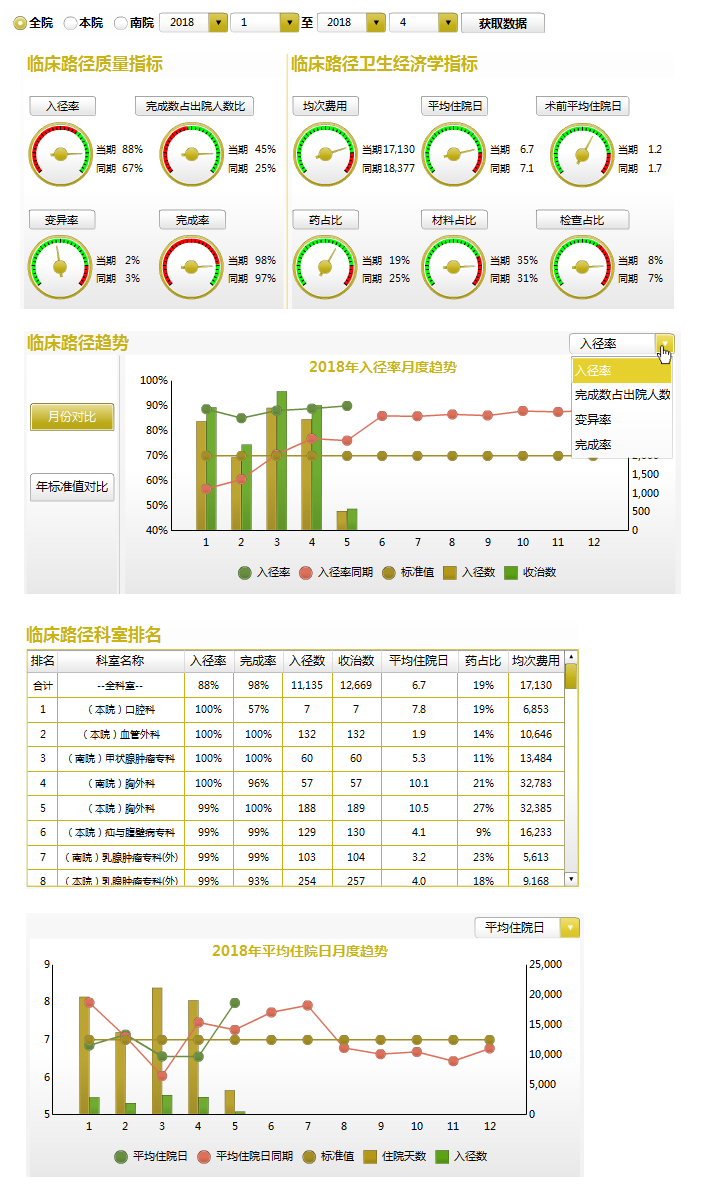 全院 本院 南院 2018 1 至 2018 4 获取数据
临床路径质量指标 临床路径卫生经济学指标
入径率 完成数占出院人数比 均次费用 平均住院日 术前平均住院日
当期 88% 当期 45% 当期17,130 当期 6.7 当期 1.2
同期 67% 同期 25% 同期18,377 同期 7.1 同期 1.7
变异率 完成率 药占比 材料占比 检查占比
当期 2% 当期 98% 当期 19% 当期 35% 当期 8%
同期 3% 同期 97% 同期 25% 同期 31% 同期 7%
临床路径趋势 入径率
入径率
完成数占出院人数比
变异率
完成率
月份对比
年标准值对比
2018年入径率月度趋势
100%
90%
80%
70%
60%
50%
40%
1,500
1,000
500
0
1 2 3 4 5 6 7 8 9 10 11 12
入径率 入径率同期 标准值 入径数 收治数
临床路径科室排名
排名 科室名称 入径率 完成率 入径数 收治数 平均住院日 药占比 均次费用
合计 --全科室-- 88% 98% 11,135 12,669 6.7 19% 17,130
1 （本院）口腔科 100% 57% 7 7 7.8 19% 6,853
2 （本院）血管外科 100% 100% 132 132 1.9 14% 10,646
3 （南院）甲状腺肿瘤专科 100% 100% 60 60 5.3 11% 13,484
4 （南院）胸外科 100% 96% 57 57 10.1 21% 32,783
5 （本院）胸外科 99% 100% 188 189 10.5 27% 32,385
6 （本院）疝与腹壁病专科 99% 99% 129 130 4.1 9% 16,233
7 （南院）乳腺肿瘤专科(外) 99% 99% 103 104 3.2 23% 5,613
8 （本院）乳腺肿瘤专科(外) 99% 93% 254 257 4.0 18% 9,168
平均住院日
2018年平均住院日月度趋势
9
8
7
6
5
25,000
20,000
15,000
10,000
5,000
0
1 2 3 4 5 6 7 8 9 10 11 12
平均住院日 平均住院日同期 标准值 住院天数 入径数